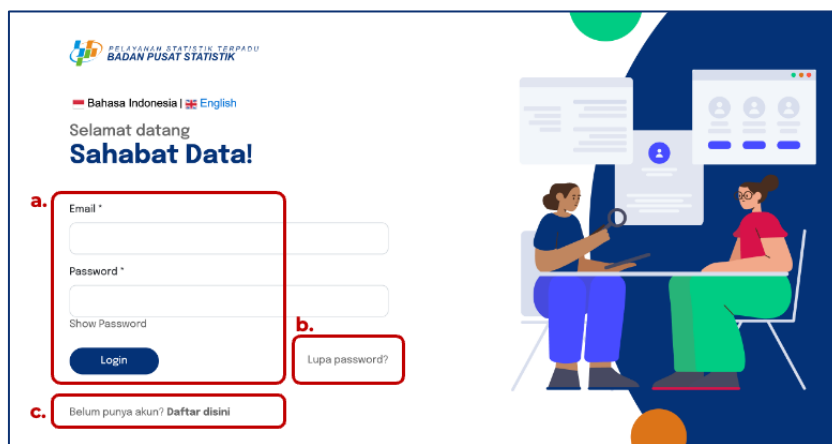 PELAYANAN STATISTIK TERPADU
BADAN PUSAT STATISTIK
Bahasa Indonesia | English
Selamat datang
Sahabat Data!
a.
Email *
Password *
Show Password
b.
Login
Lupa password?
c.
Belum punya akun? Daftar disini